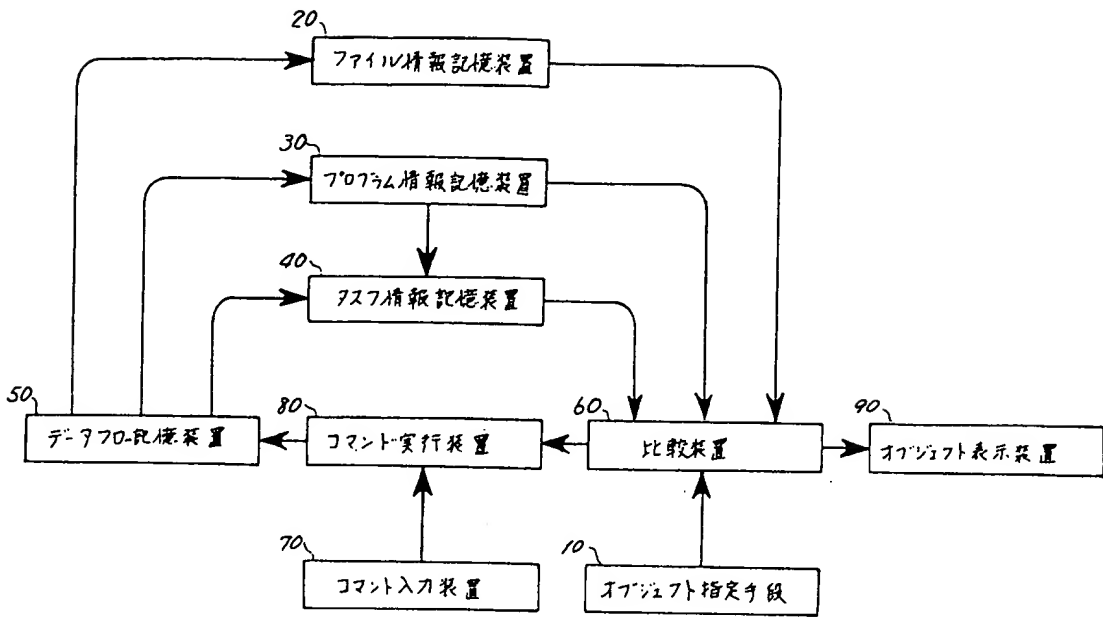 20
ファイル情報記憶装置
30
プログラム情報記憶装置
40
タスク情報記憶装置
50
データフロー記憶装置
80
コマンド実行装置
60
比較装置
90
オブジェクト表示装置
70
コマンド入力装置
10
オブジェクト指定手段